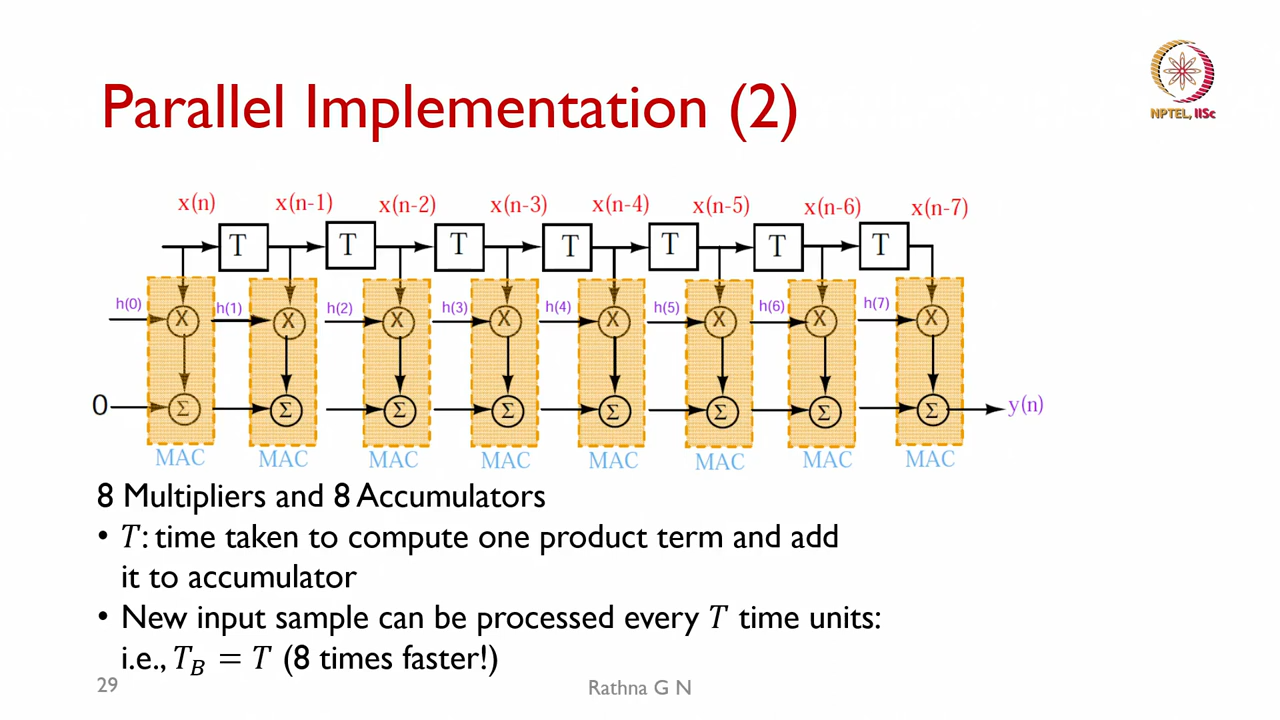 Parallel Implementation (2)
NPTEL, IISc
x(n) x(n-1) x(n-2) x(n-3) x(n-4) x(n-5) x(n-6) x(n-7)
T T T T T T T
h(0) h(1) h(2) h(3) h(4) h(5) h(6) h(7)
X X X X X X X X
0 Σ Σ Σ Σ Σ Σ Σ Σ y(n)
MAC MAC MAC MAC MAC MAC MAC MAC
8 Multipliers and 8 Accumulators
• T: time taken to compute one product term and add
it to accumulator
• New input sample can be processed every T time units:
i.e., T_B = T (8 times faster!)
29
Rathna G N